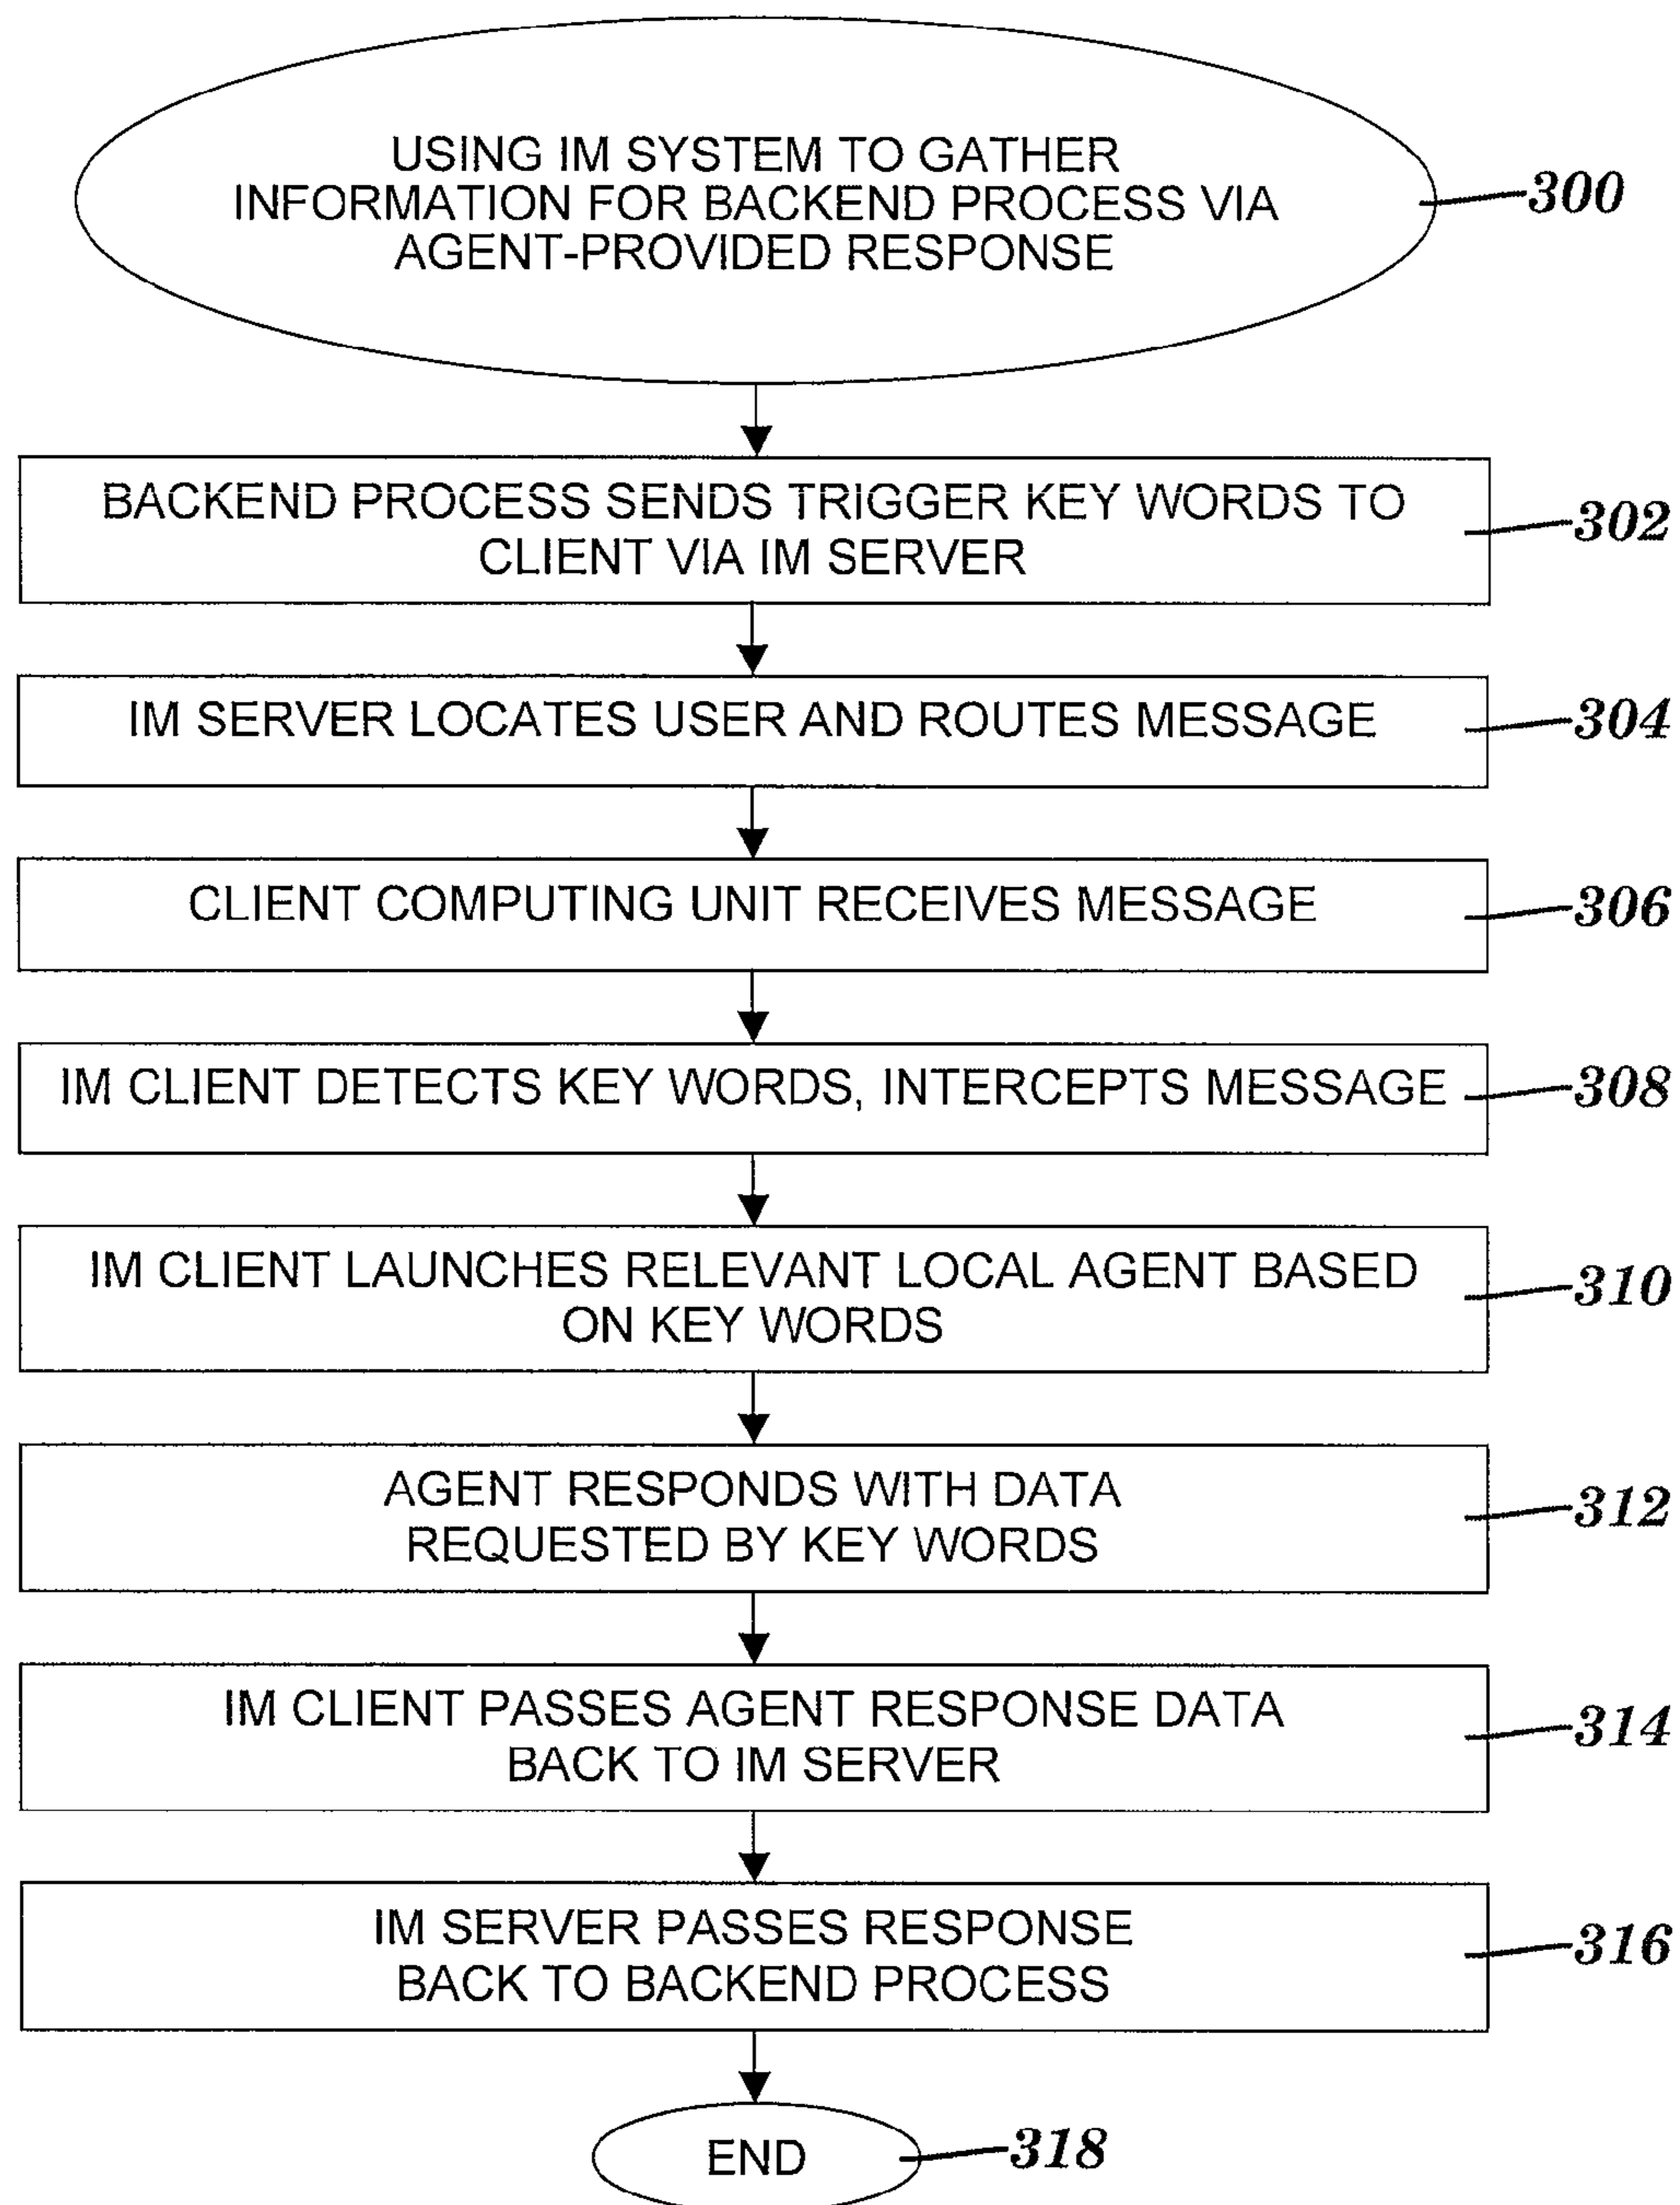 USING IM SYSTEM TO GATHER
INFORMATION FOR BACKEND PROCESS VIA
AGENT-PROVIDED RESPONSE
300
BACKEND PROCESS SENDS TRIGGER KEY WORDS TO
CLIENT VIA IM SERVER
302
IM SERVER LOCATES USER AND ROUTES MESSAGE
304
CLIENT COMPUTING UNIT RECEIVES MESSAGE
306
IM CLIENT DETECTS KEY WORDS, INTERCEPTS MESSAGE
308
IM CLIENT LAUNCHES RELEVANT LOCAL AGENT BASED
ON KEY WORDS
310
AGENT RESPONDS WITH DATA
REQUESTED BY KEY WORDS
312
IM CLIENT PASSES AGENT RESPONSE DATA
BACK TO IM SERVER
314
IM SERVER PASSES RESPONSE
BACK TO BACKEND PROCESS
316
END
318